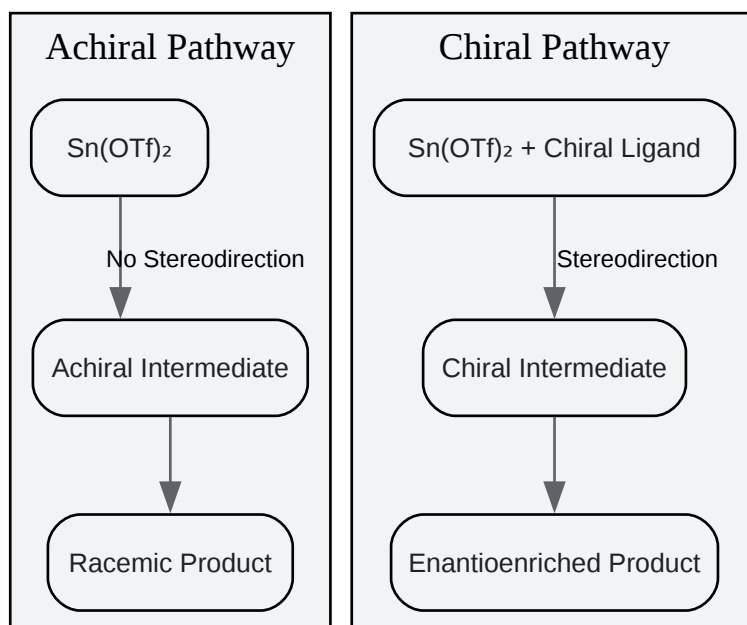 Achiral Pathway
Sn(OTf)₂
No Stereodirection
Achiral Intermediate
Racemic Product
Chiral Pathway
Sn(OTf)₂ + Chiral Ligand
Stereodirection
Chiral Intermediate
Enantioenriched Product